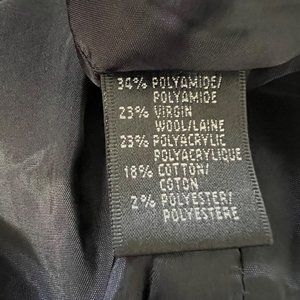 34% POLYAMIDE/
POLYAMIDE
23% VIRGIN
WOOL/LAINE
23% POLYACRYLIC
POLYACRYLIQUE
18% COTTON/
COTON
2% POLYESTER/
POLYESTERE